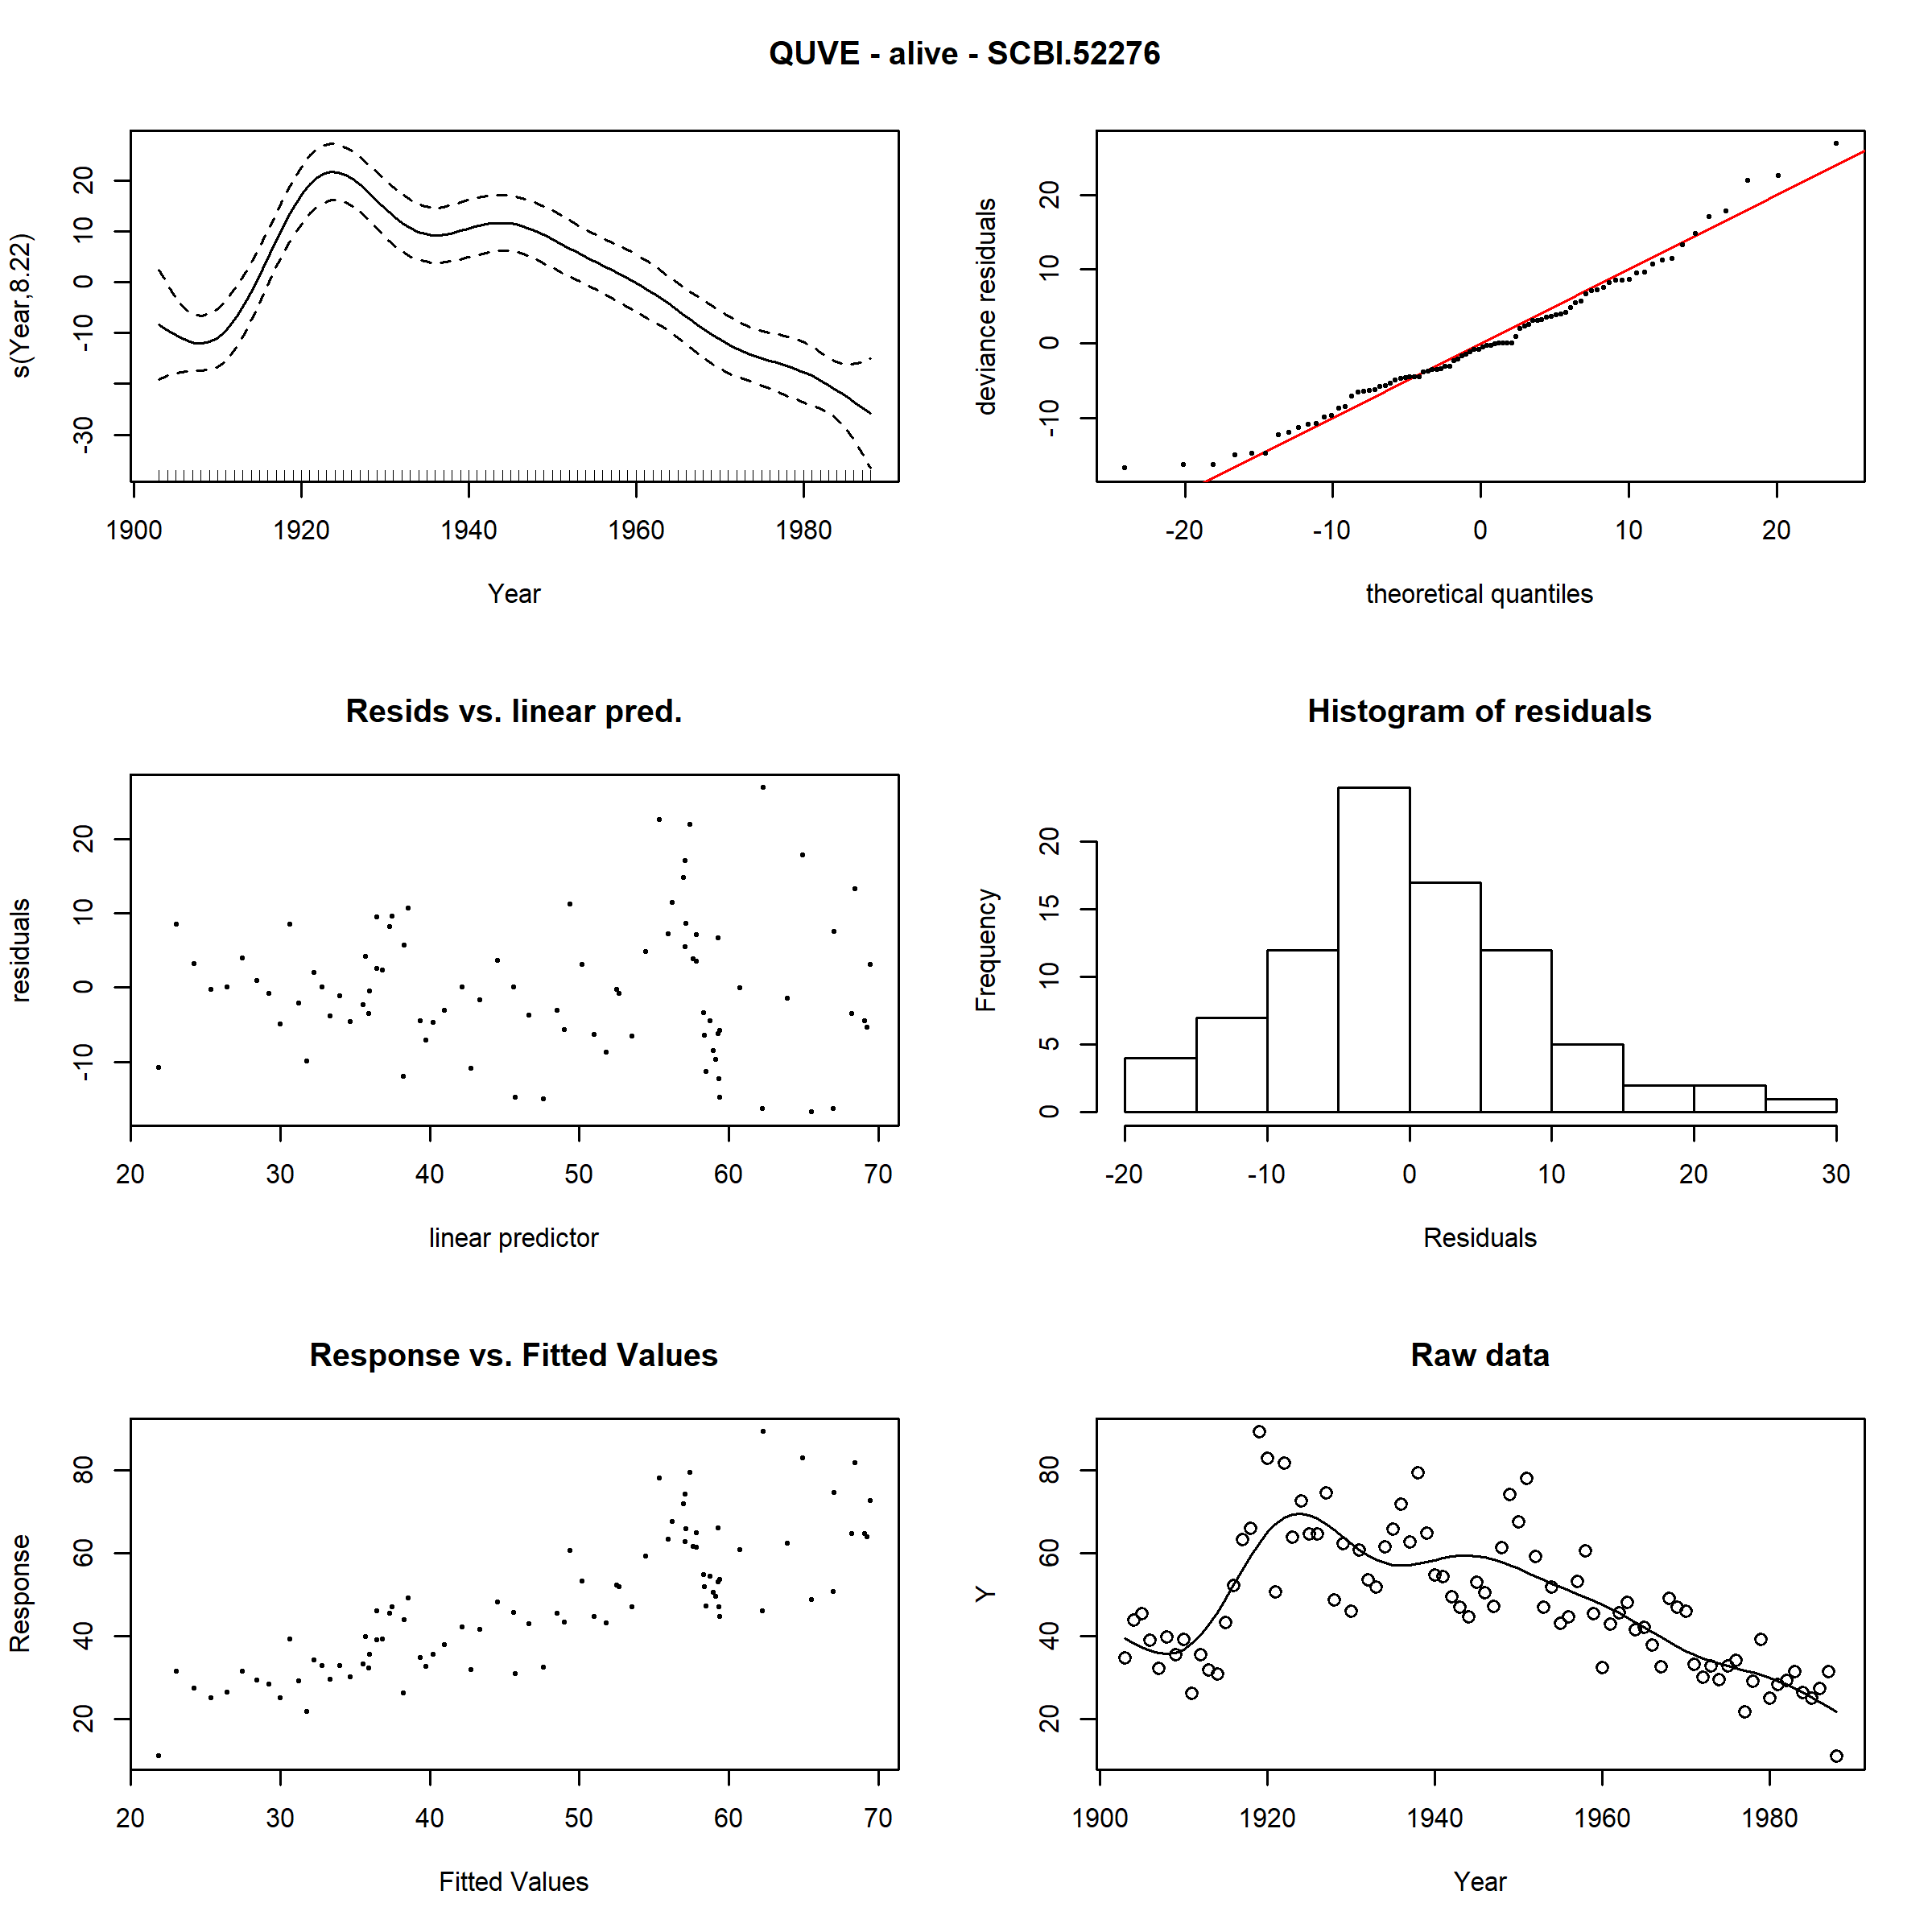 QUVE - alive - SCBI.52276
s(Year,8.22)
20
10
0
-10
-30
1900 1920 1940 1960 1980
Year
deviance residuals
20
10
0
-10
-20 -10 0 10 20
theoretical quantiles
Resids vs. linear pred.
residuals
20
10
0
-10
20 30 40 50 60 70
linear predictor
Histogram of residuals
Frequency
20
15
10
5
0
-20 -10 0 10 20 30
Residuals
Response vs. Fitted Values
Response
80
60
40
20
20 30 40 50 60 70
Fitted Values
Raw data
Y
80
60
40
20
1900 1920 1940 1960 1980
Year